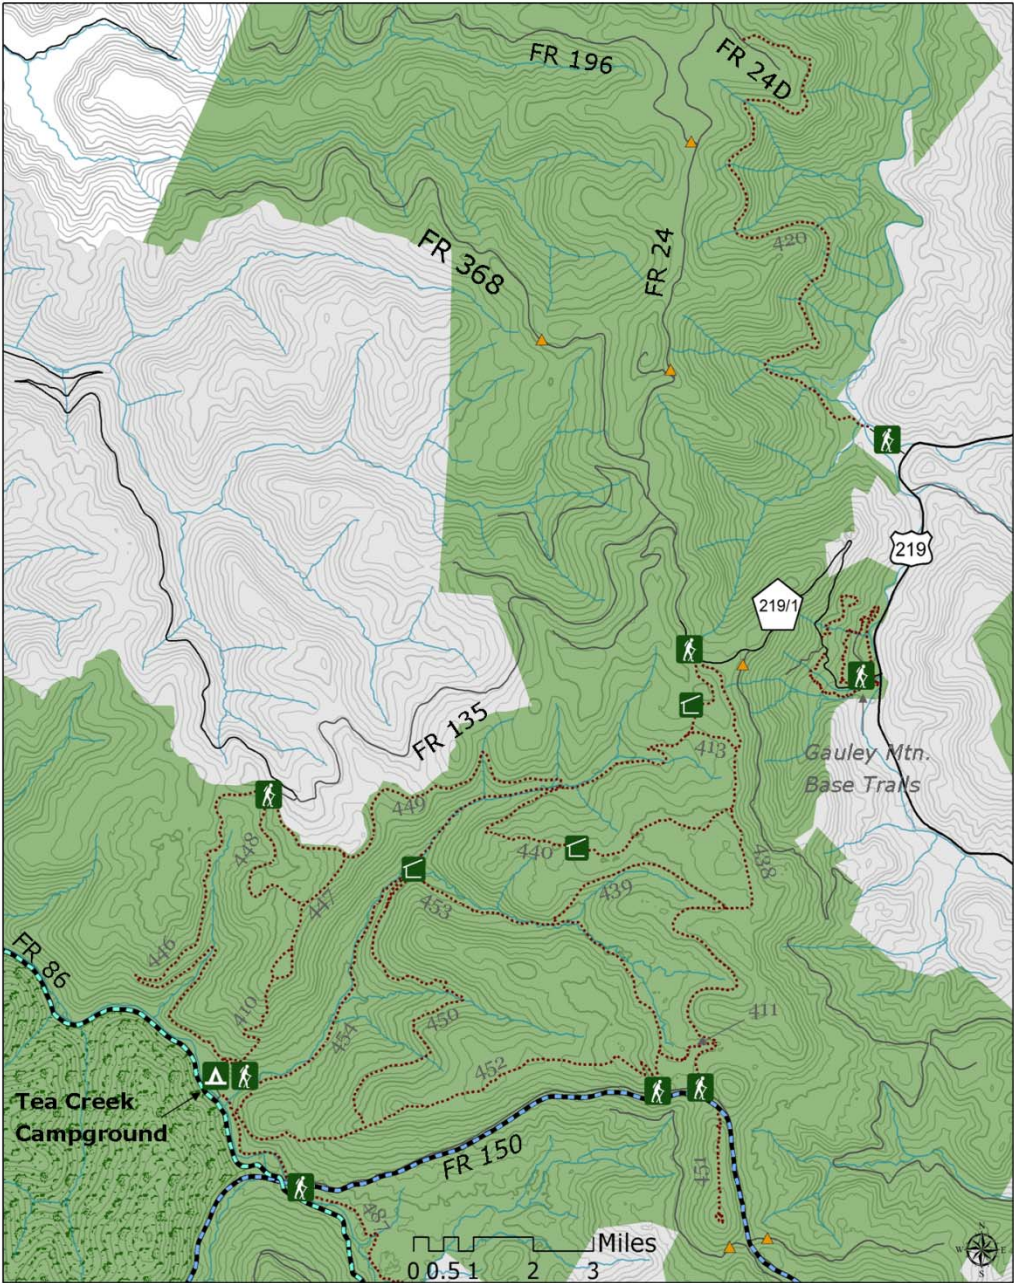 FR 196
FR 24D
420
FR 24
FR 368
219
219/1
FR 135
413
Gauley Mtn.
Base Trails
449
448
440
438
447
439
453
446
FR 86
410
434
450
411
452
Tea Creek
Campground
FR 150
451
487
Miles
0 0.5 1 2 3
N
W E
S